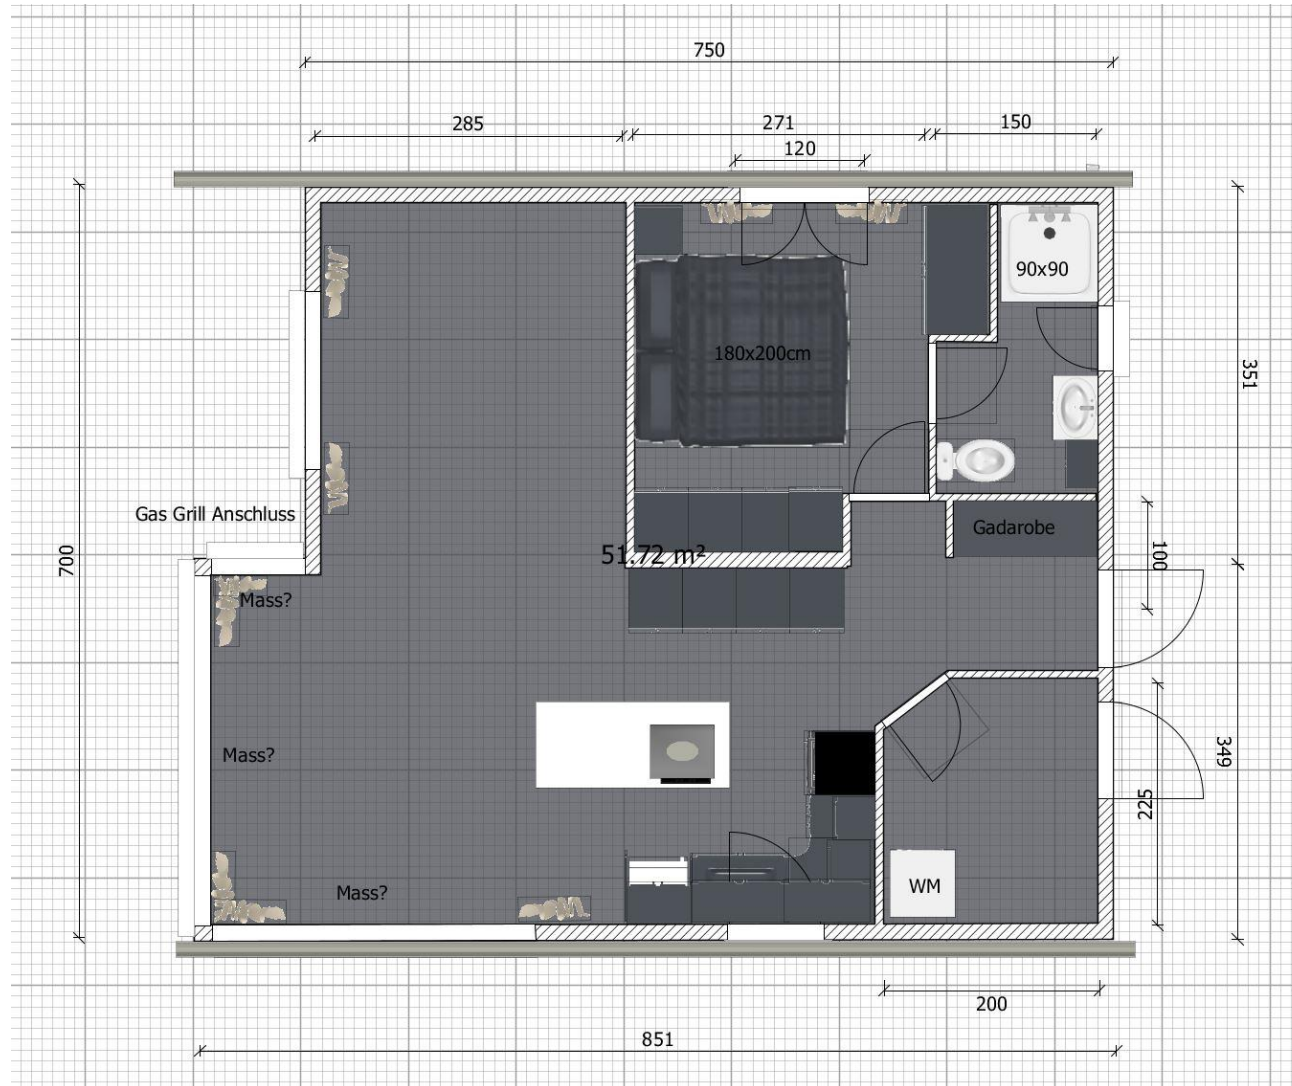 750
285
271
150
120
90x90
180x200cm
351
Gas Grill Anschluss
Gadarobe
51.72 m²
700
100
Mass?
Mass?
349
225
WM
Mass?
200
851